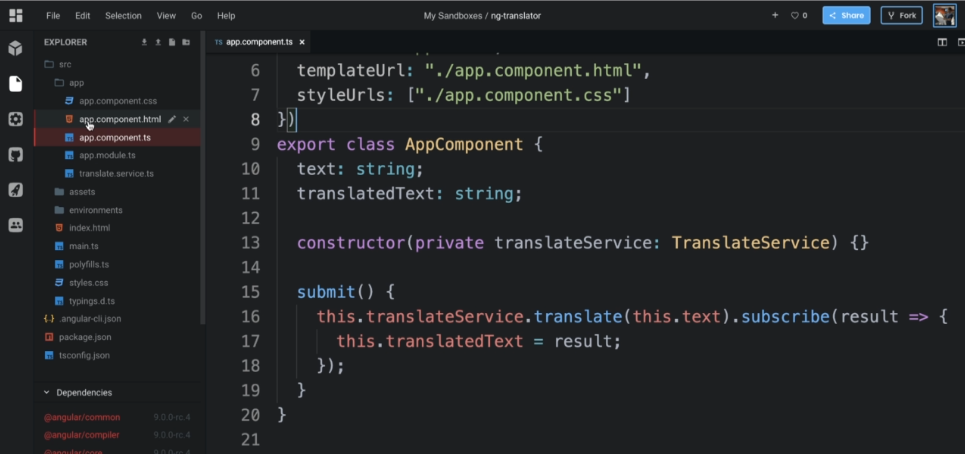 File Edit Selection View Go Help
My Sandboxes / ng-translator
0
Share
Fork
EXPLORER
src
app
app.component.css
app.component.html
app.component.ts
app.module.ts
translate.service.ts
assets
environments
index.html
main.ts
polyfills.ts
styles.css
typings.d.ts
.angular-cli.json
package.json
tsconfig.json
Dependencies
@angular/common 9.0.0-rc.4
@angular/compiler 9.0.0-rc.4
TS app.component.ts
6 templateUrl: "./app.component.html",
7 styleUrls: ["./app.component.css"]
8 })
9 export class AppComponent {
10 text: string;
11 translatedText: string;
12
13 constructor(private translateService: TranslateService) {}
14
15 submit() {
16 this.translateService.translate(this.text).subscribe(result => {
17 this.translatedText = result;
18 });
19 }
20 }
21